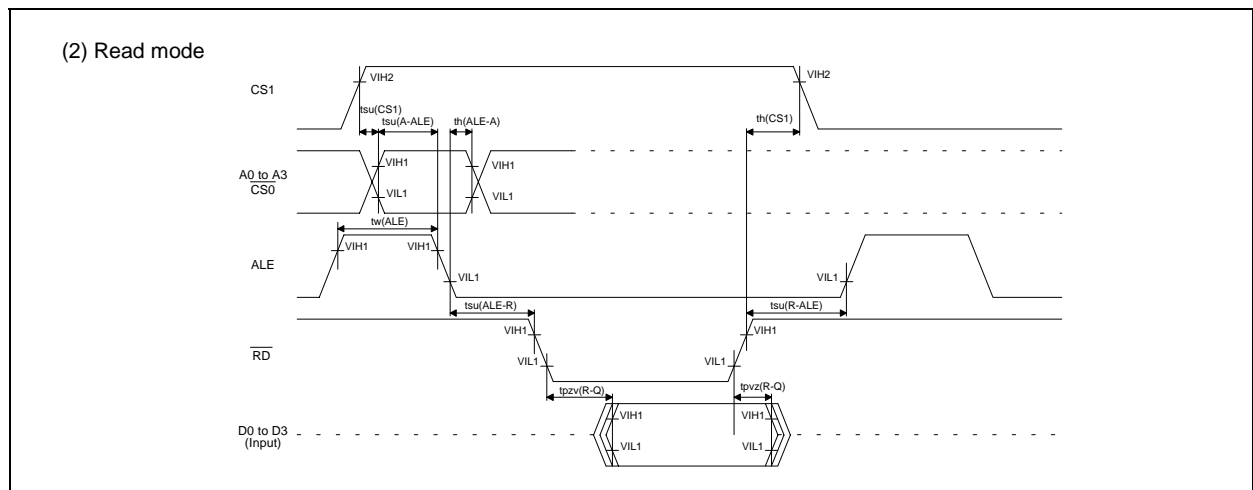 (2) Read mode
CS1
VIH2
VIH2
tsu(CS1)
tsu(A-ALE)
th(ALE-A)
th(CS1)
A0 to A3
CS0
VIH1
VIH1
VIL1
VIL1
tw(ALE)
ALE
VIH1
VIH1
VIL1
VIL1
tsu(ALE-R)
tsu(R-ALE)
RD
VIH1
VIH1
VIL1
VIL1
tpzv(R-Q)
tpvz(R-Q)
D0 to D3
(Input)
VIH1
VIH1
VIL1
VIL1